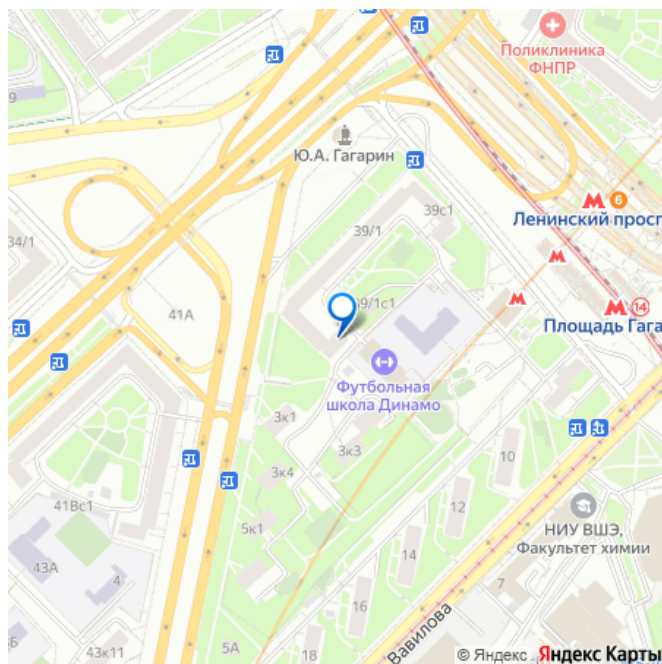 Поликлиника
ФНПР
9
Ю.А. Гагарин
6
39с1
Ленинский просп
39/1
34/1
39/1с1
14
41А
Площадь Гага
Футбольная
школа Динамо
3к1
3к3
10
3к4
41Вс1
12
5к1
НИУ ВШЭ,
Факультет химии
14
43А
4
7
16
Вавилова
5А
18
43к11
© Яндекс Яндекс Карты